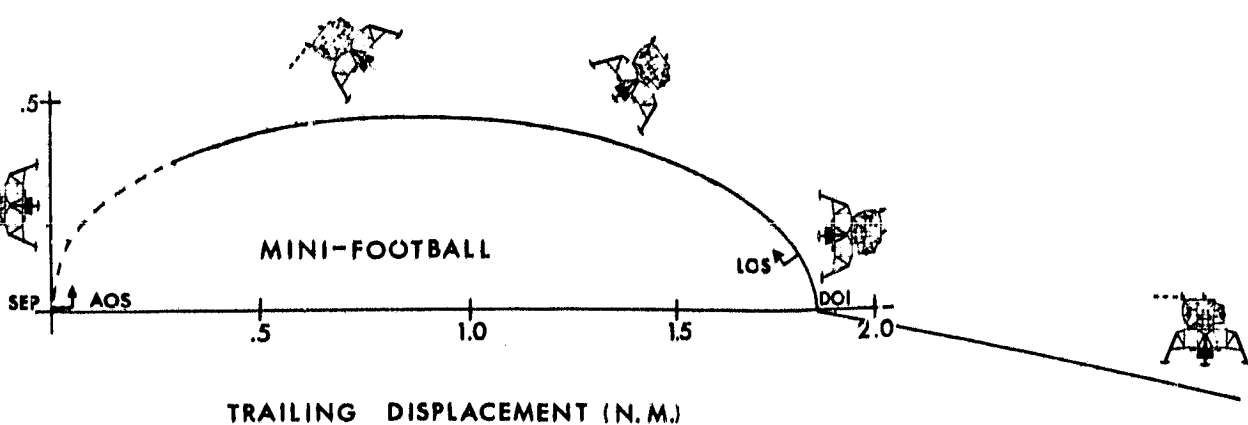 .5
MINI-FOOTBALL
LOS
SEP AOS DOI
.5 1.0 1.5 2.0
TRAILING DISPLACEMENT (N.M.)